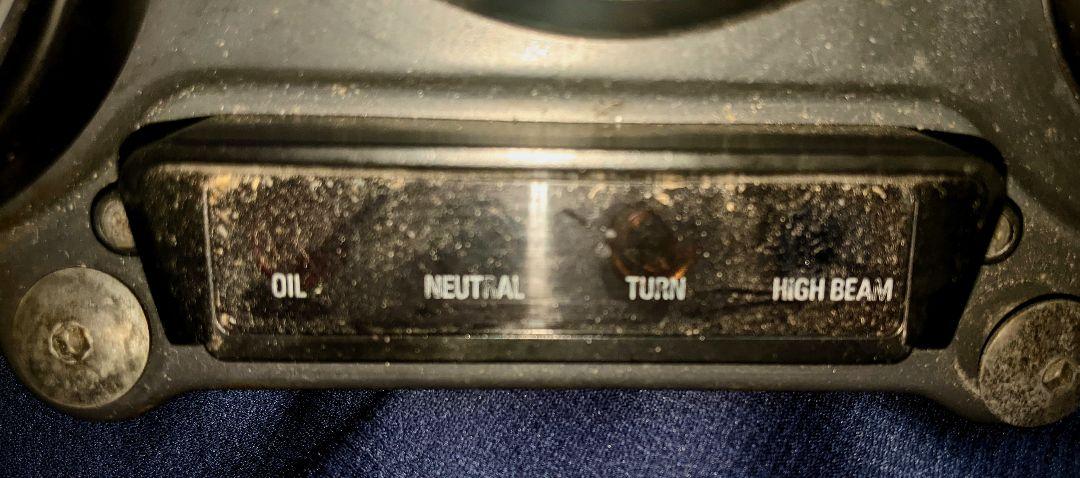 OIL NEUTRAL TURN HIGH BEAM